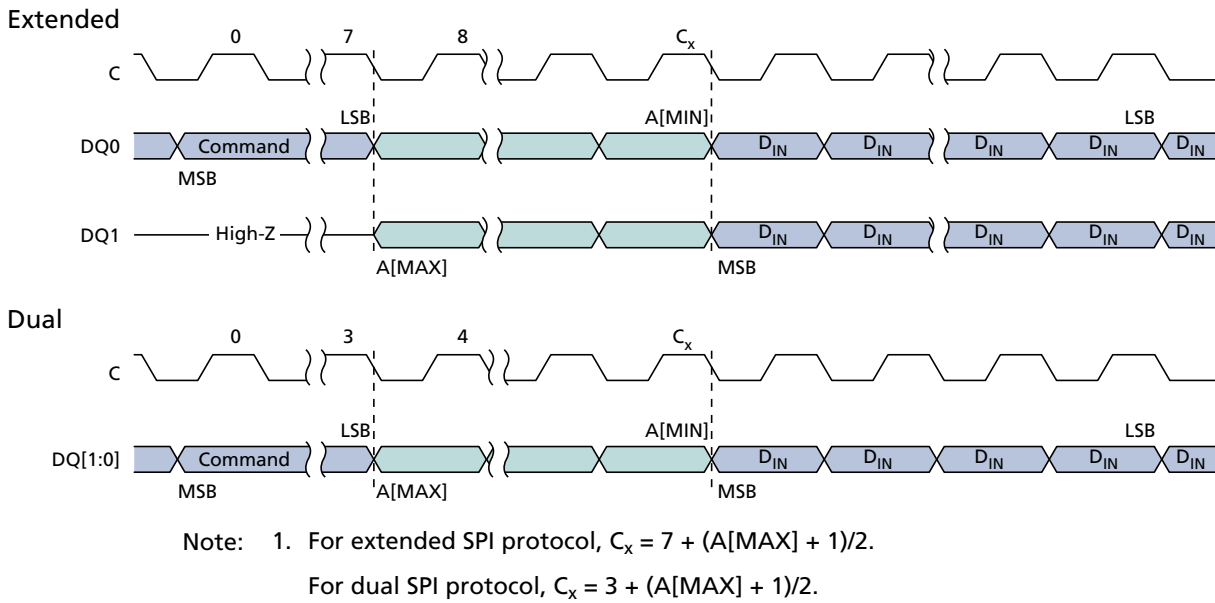 Extended
0 7 8 Cx
C
LSB A[MIN] LSB
DQ0 Command DIN DIN DIN DIN DIN
MSB
DQ1 High-Z DIN DIN DIN DIN DIN
A[MAX] MSB
Dual
0 3 4 Cx
C
LSB A[MIN] LSB
DQ[1:0] Command DIN DIN DIN DIN DIN
MSB A[MAX] MSB
Note: 1. For extended SPI protocol, Cx = 7 + (A[MAX] + 1)/2.
For dual SPI protocol, Cx = 3 + (A[MAX] + 1)/2.